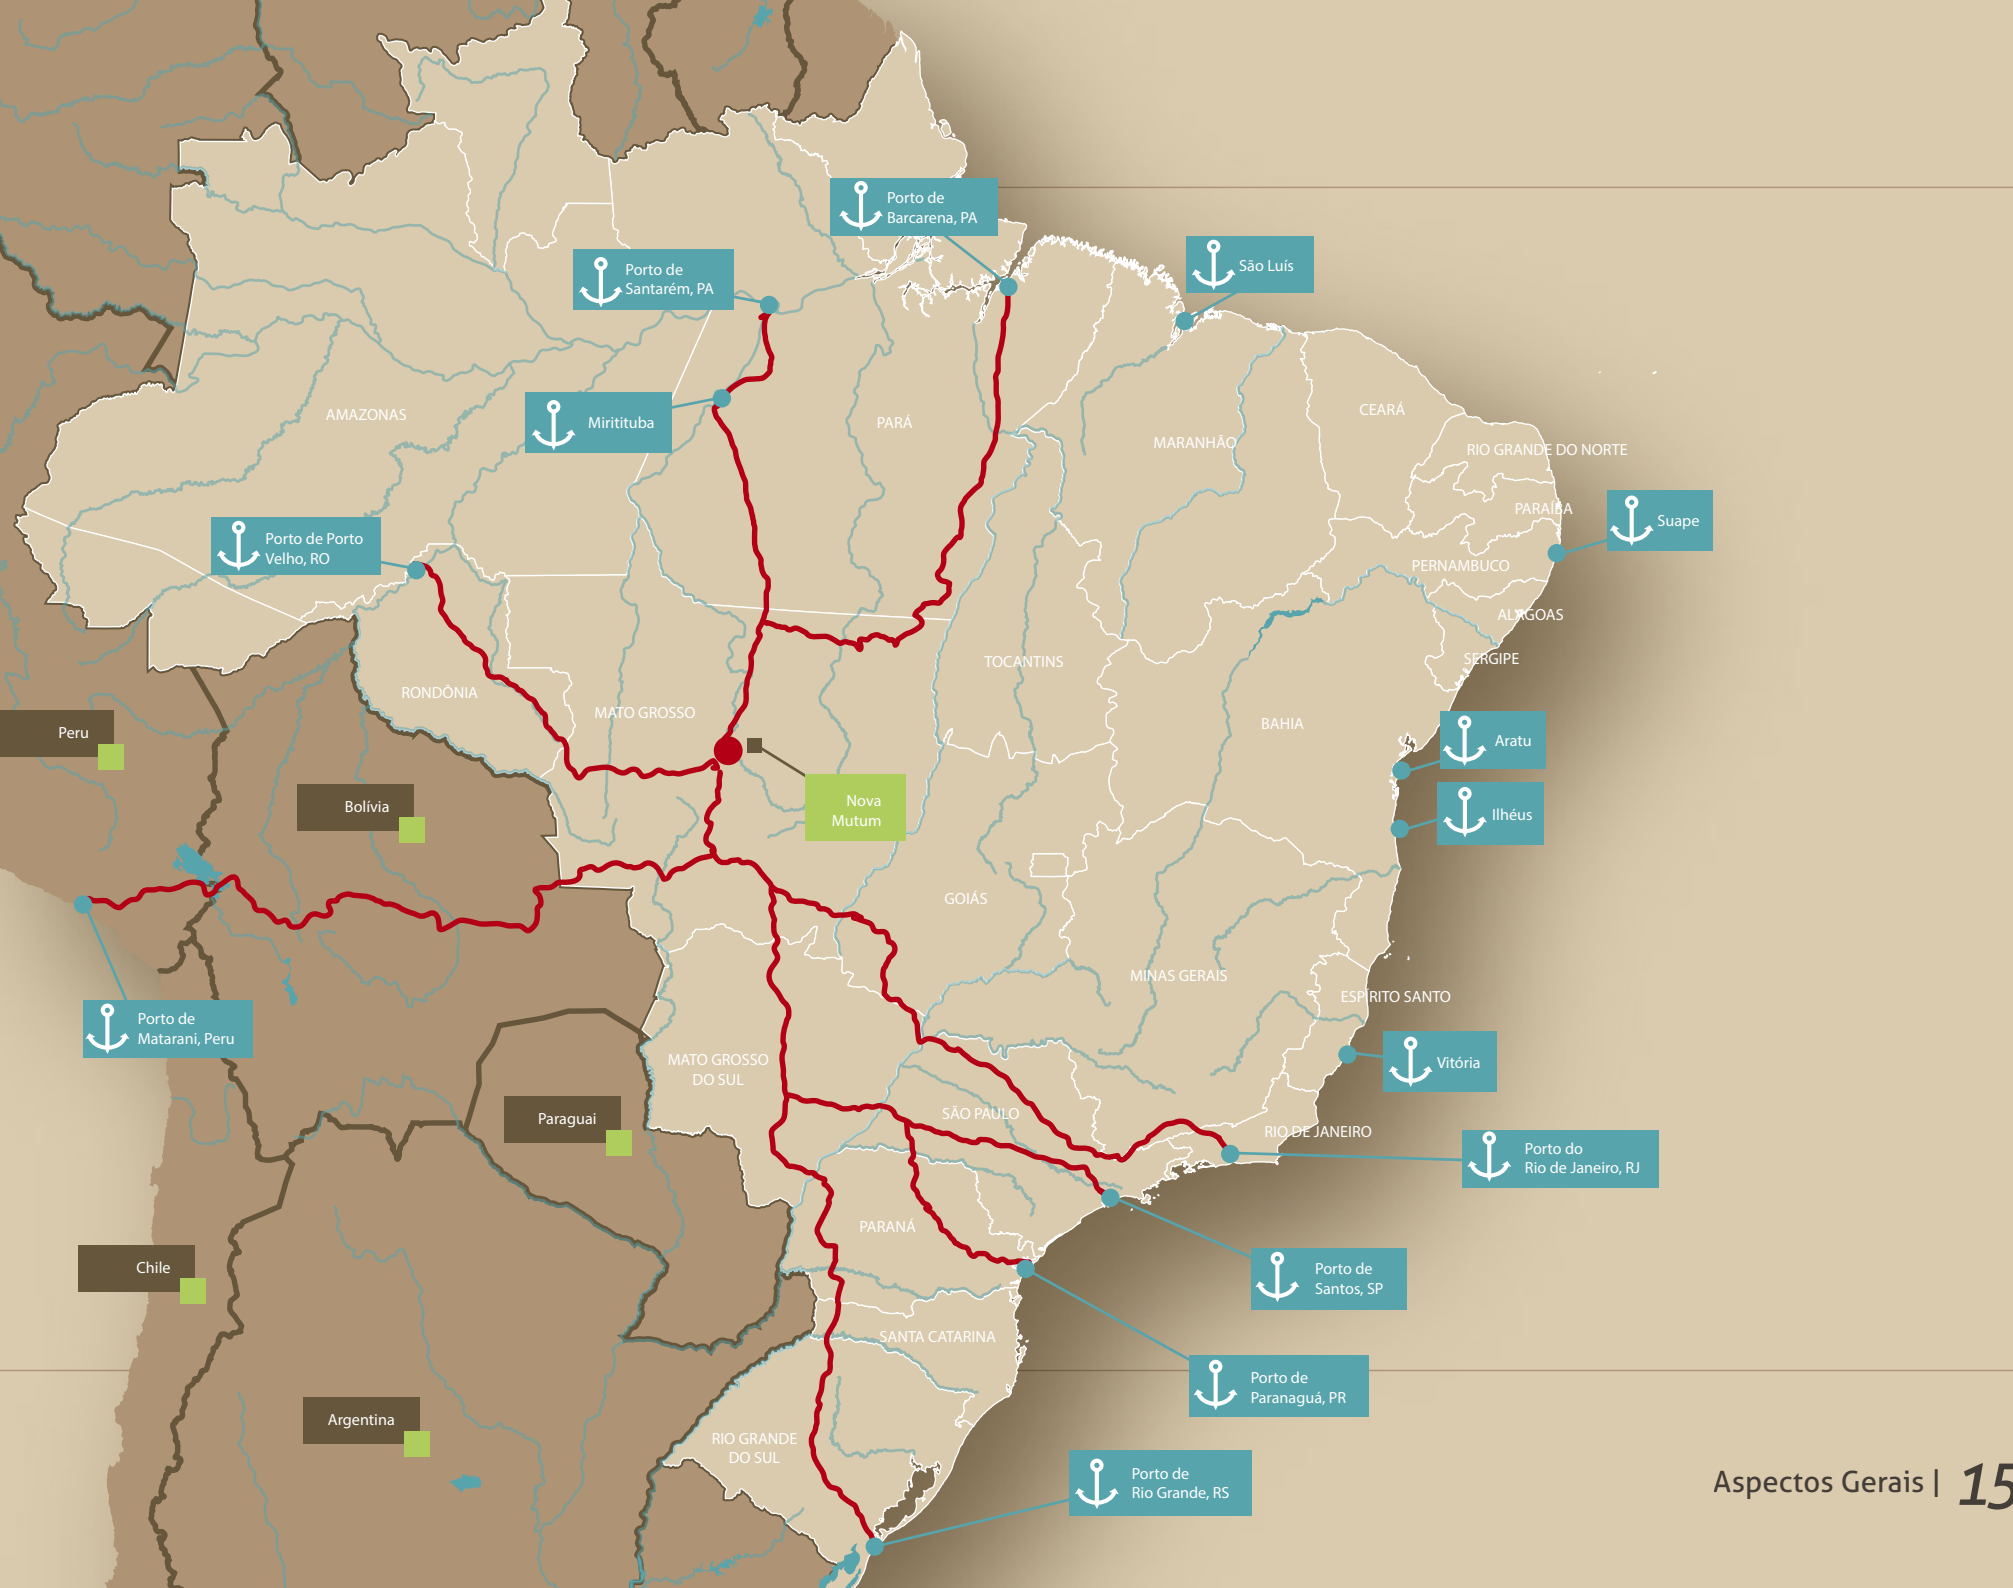 Porto de
Barcarena, PA
Porto de
Santarém, PA
São Luís
AMAZONAS
Miritituba
PARÁ
CEARÁ
MARANHÃO
RIO GRANDE DO NORTE
PARAÍBA
Suape
Porto de Porto
Velho, RO
PERNAMBUCO
ALAGOAS
SERGIPE
TOCANTINS
RONDÔNIA
MATO GROSSO
BAHIA
Peru
Aratu
Bolívia
Nova
Mutum
Ilhéus
GOIÁS
MINAS GERAIS
ESPÍRITO SANTO
Porto de
Matarani, Peru
MATO GROSSO
DO SUL
Vitória
Paraguai
SÃO PAULO
RIO DE JANEIRO
Porto do
Rio de Janeiro, RJ
PARANÁ
Chile
Porto de
Santos, SP
SANTA CATARINA
Porto de
Paranaguá, PR
Argentina
RIO GRANDE
DO SUL
Porto de
Rio Grande, RS
Aspectos Gerais | 15